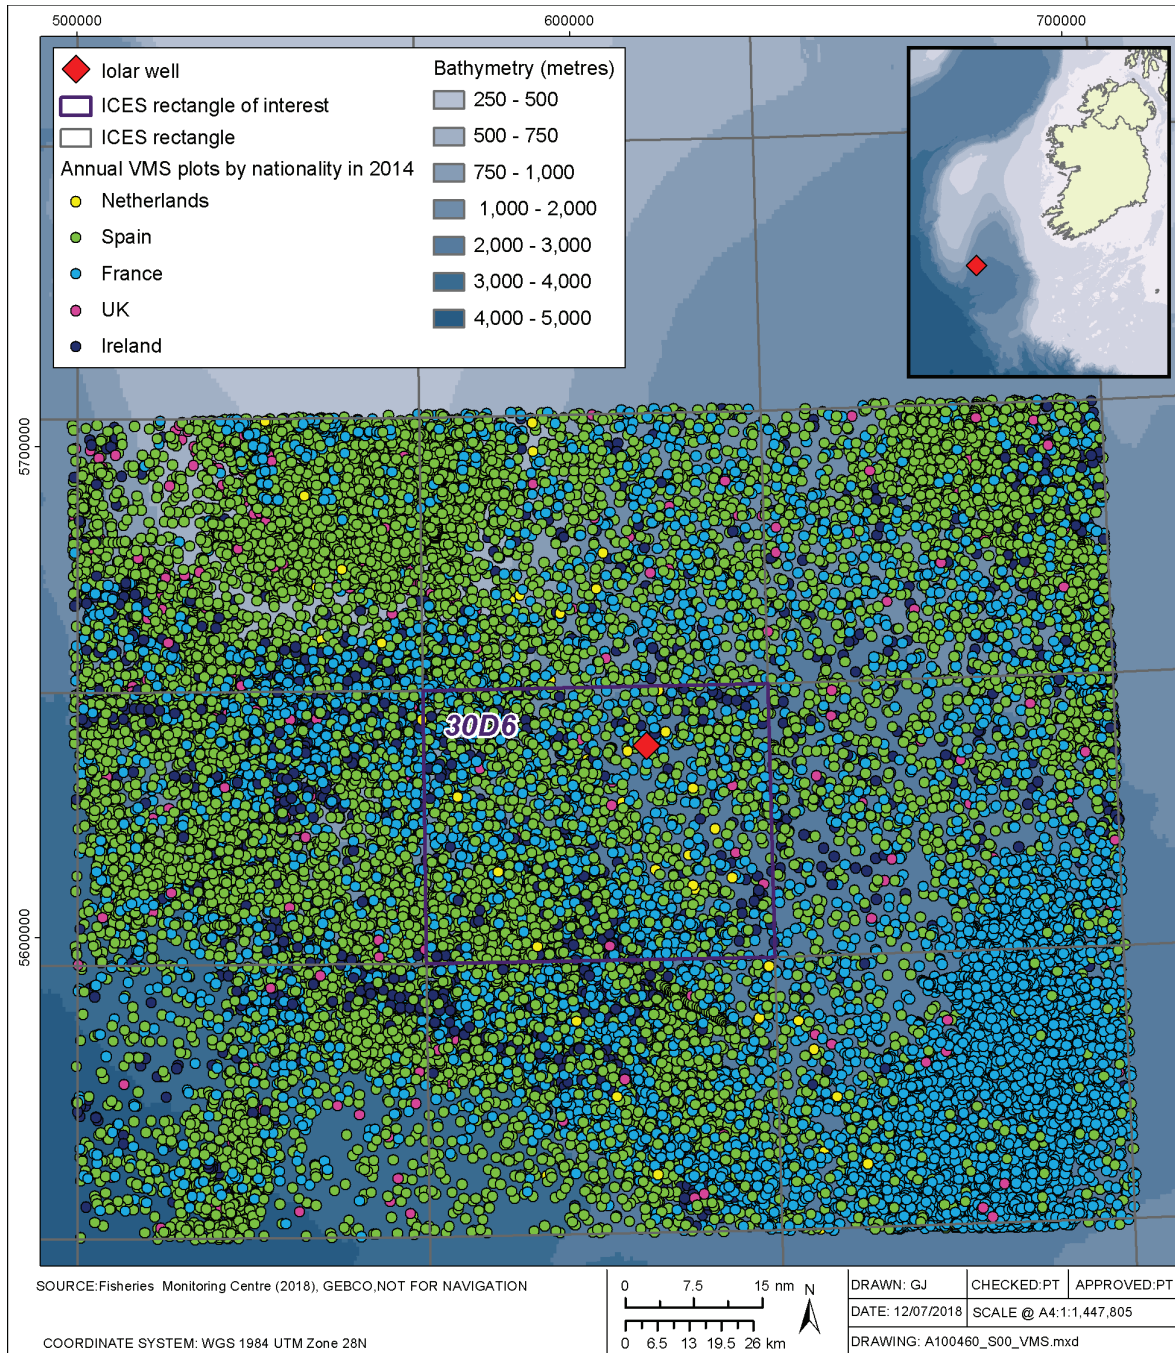 500000
600000
700000
Iolar well
ICES rectangle of interest
ICES rectangle
Annual VMS plots by nationality in 2014
Netherlands
Spain
France
UK
Ireland
Bathymetry (metres)
250 - 500
500 - 750
750 - 1,000
1,000 - 2,000
2,000 - 3,000
3,000 - 4,000
4,000 - 5,000
5700000
30D6
5600000
SOURCE:Fisheries Monitoring Centre (2018), GEBCO,NOT FOR NAVIGATION
COORDINATE SYSTEM: WGS 1984 UTM Zone 28N
0 7.5 15 nm
0 6.5 13 19.5 26 km
N
DRAWN: GJ CHECKED:PT APPROVED:PT
DATE: 12/07/2018 SCALE @ A4:1:1,447,805
DRAWING: A100460_S00_VMS.mxd